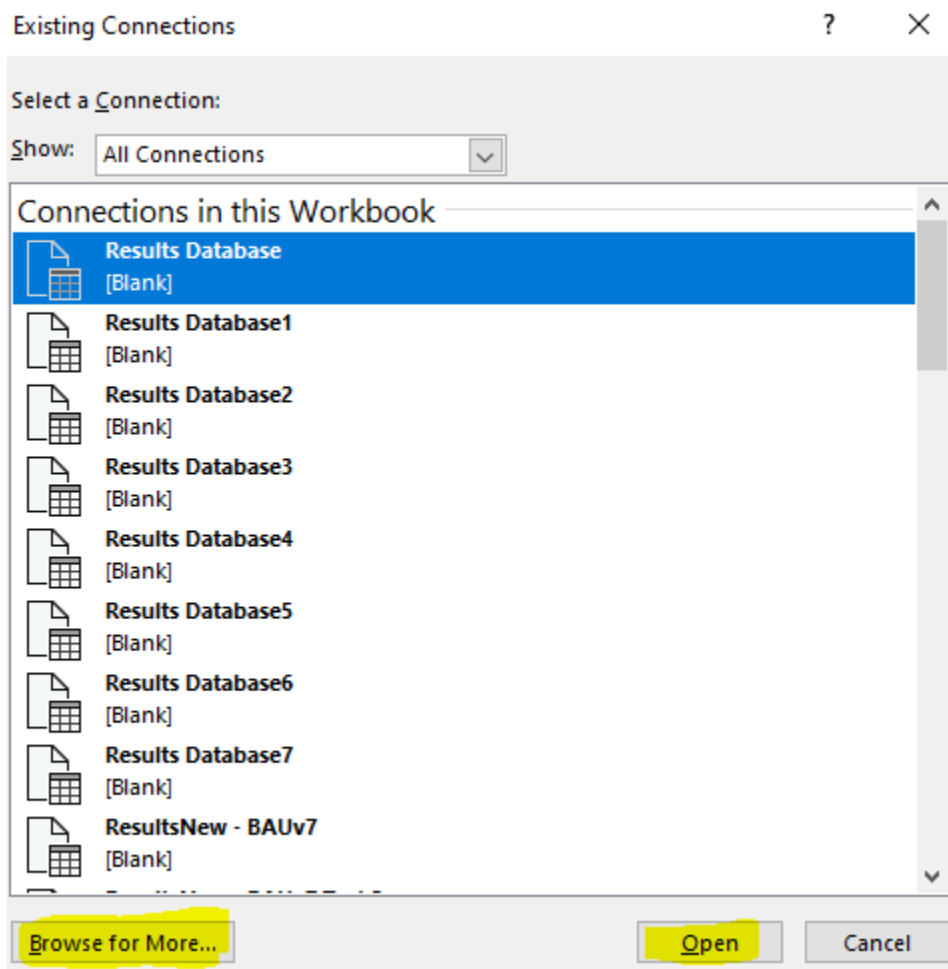 Existing Connections ?
Select a Connection:
Show: All Connections
Connections in this Workbook
Results Database
[Blank]
Results Database1
[Blank]
Results Database2
[Blank]
Results Database3
[Blank]
Results Database4
[Blank]
Results Database5
[Blank]
Results Database6
[Blank]
Results Database7
[Blank]
ResultsNew - BAUv7
[Blank]
Browse for More... Open Cancel